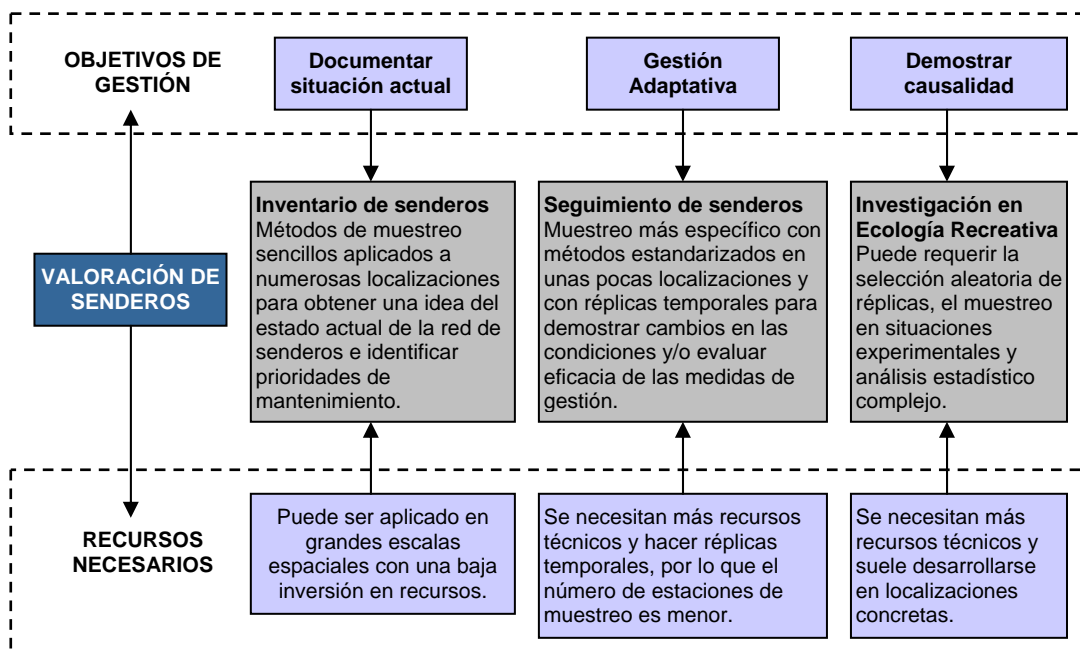 OBJETIVOS DE
GESTIÓN
Documentar
situación actual
Gestión
Adaptativa
Demostrar
causalidad
VALORACIÓN DE
SENDEROS
Inventario de senderos
Métodos de muestreo
sencillos aplicados a
numerosas localizaciones
para obtener una idea del
estado actual de la red de
senderos e identificar
prioridades de
mantenimiento.
Seguimiento de senderos
Muestreo más específico con
métodos estandarizados en
unas pocas localizaciones y
con réplicas temporales para
demostrar cambios en las
condiciones y/o evaluar
eficacia de las medidas de
gestión.
Investigación en
Ecología Recreativa
Puede requerir la
selección aleatoria de
réplicas, el muestreo
en situaciones
experimentales y
análisis estadístico
complejo.
RECURSOS
NECESARIOS
Puede ser aplicado en
grandes escalas
espaciales con una baja
inversión en recursos.
Se necesitan más recursos
técnicos y hacer réplicas
temporales, por lo que el
número de estaciones de
muestreo es menor.
Se necesitan más
recursos técnicos y
suele desarrollarse
en localizaciones
concretas.